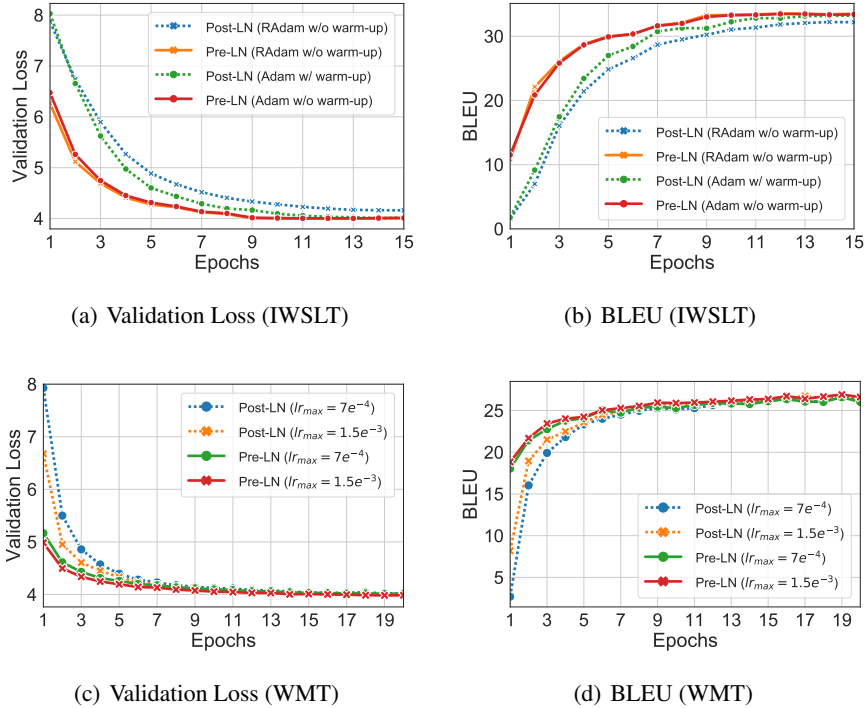 8
7
6
5
4
Validation Loss
1 3 5 7 9 11 13 15
Epochs
Post-LN (RAdam w/o warm-up)
Pre-LN (RAdam w/o warm-up)
Post-LN (Adam w/ warm-up)
Pre-LN (Adam w/o warm-up)
(a) Validation Loss (IWSLT)
30
20
10
0
BLEU
1 3 5 7 9 11 13 15
Epochs
Post-LN (RAdam w/o warm-up)
Pre-LN (RAdam w/o warm-up)
Post-LN (Adam w/ warm-up)
Pre-LN (Adam w/o warm-up)
(b) BLEU (IWSLT)
8
7
6
5
4
Validation Loss
1 3 5 7 9 11 13 15 17 19
Epochs
Post-LN (lr_max = 7e^−4)
Post-LN (lr_max = 1.5e^−3)
Pre-LN (lr_max = 7e^−4)
Pre-LN (lr_max = 1.5e^−3)
(c) Validation Loss (WMT)
25
20
15
10
5
BLEU
1 3 5 7 9 11 13 15 17 19
Epochs
Post-LN (lr_max = 7e^−4)
Post-LN (lr_max = 1.5e^−3)
Pre-LN (lr_max = 7e^−4)
Pre-LN (lr_max = 1.5e^−3)
(d) BLEU (WMT)